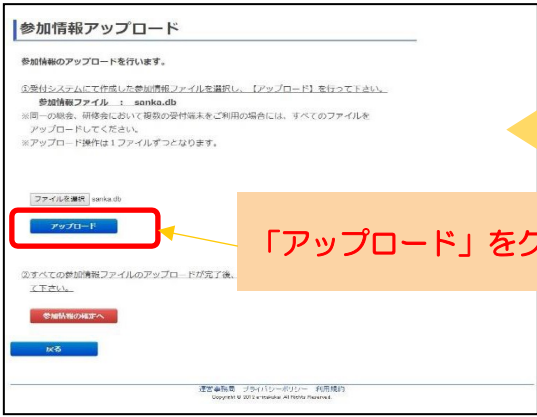 参加情報アップロード
参加情報のアップロードを行います。
①受付システムにて作成した参加情報ファイルを選択し、【アップロード】を行って下さい。
参加情報ファイル : sanka.db
※同一の総会、研修会において複数の受付端末をご利用の場合には、すべてのファイルを
アップロードしてください。
※アップロード操作は1ファイルずつとなります。
ファイルを選択 sanka.db
アップロード
「アップロード」をク
②すべての参加情報ファイルのアップロードが完了後、
て下さい。
参加情報の確定へ
戻る
運営事務局 プライバシーポリシー 利用規約
Copyright © 2012 All Rights Reserved.